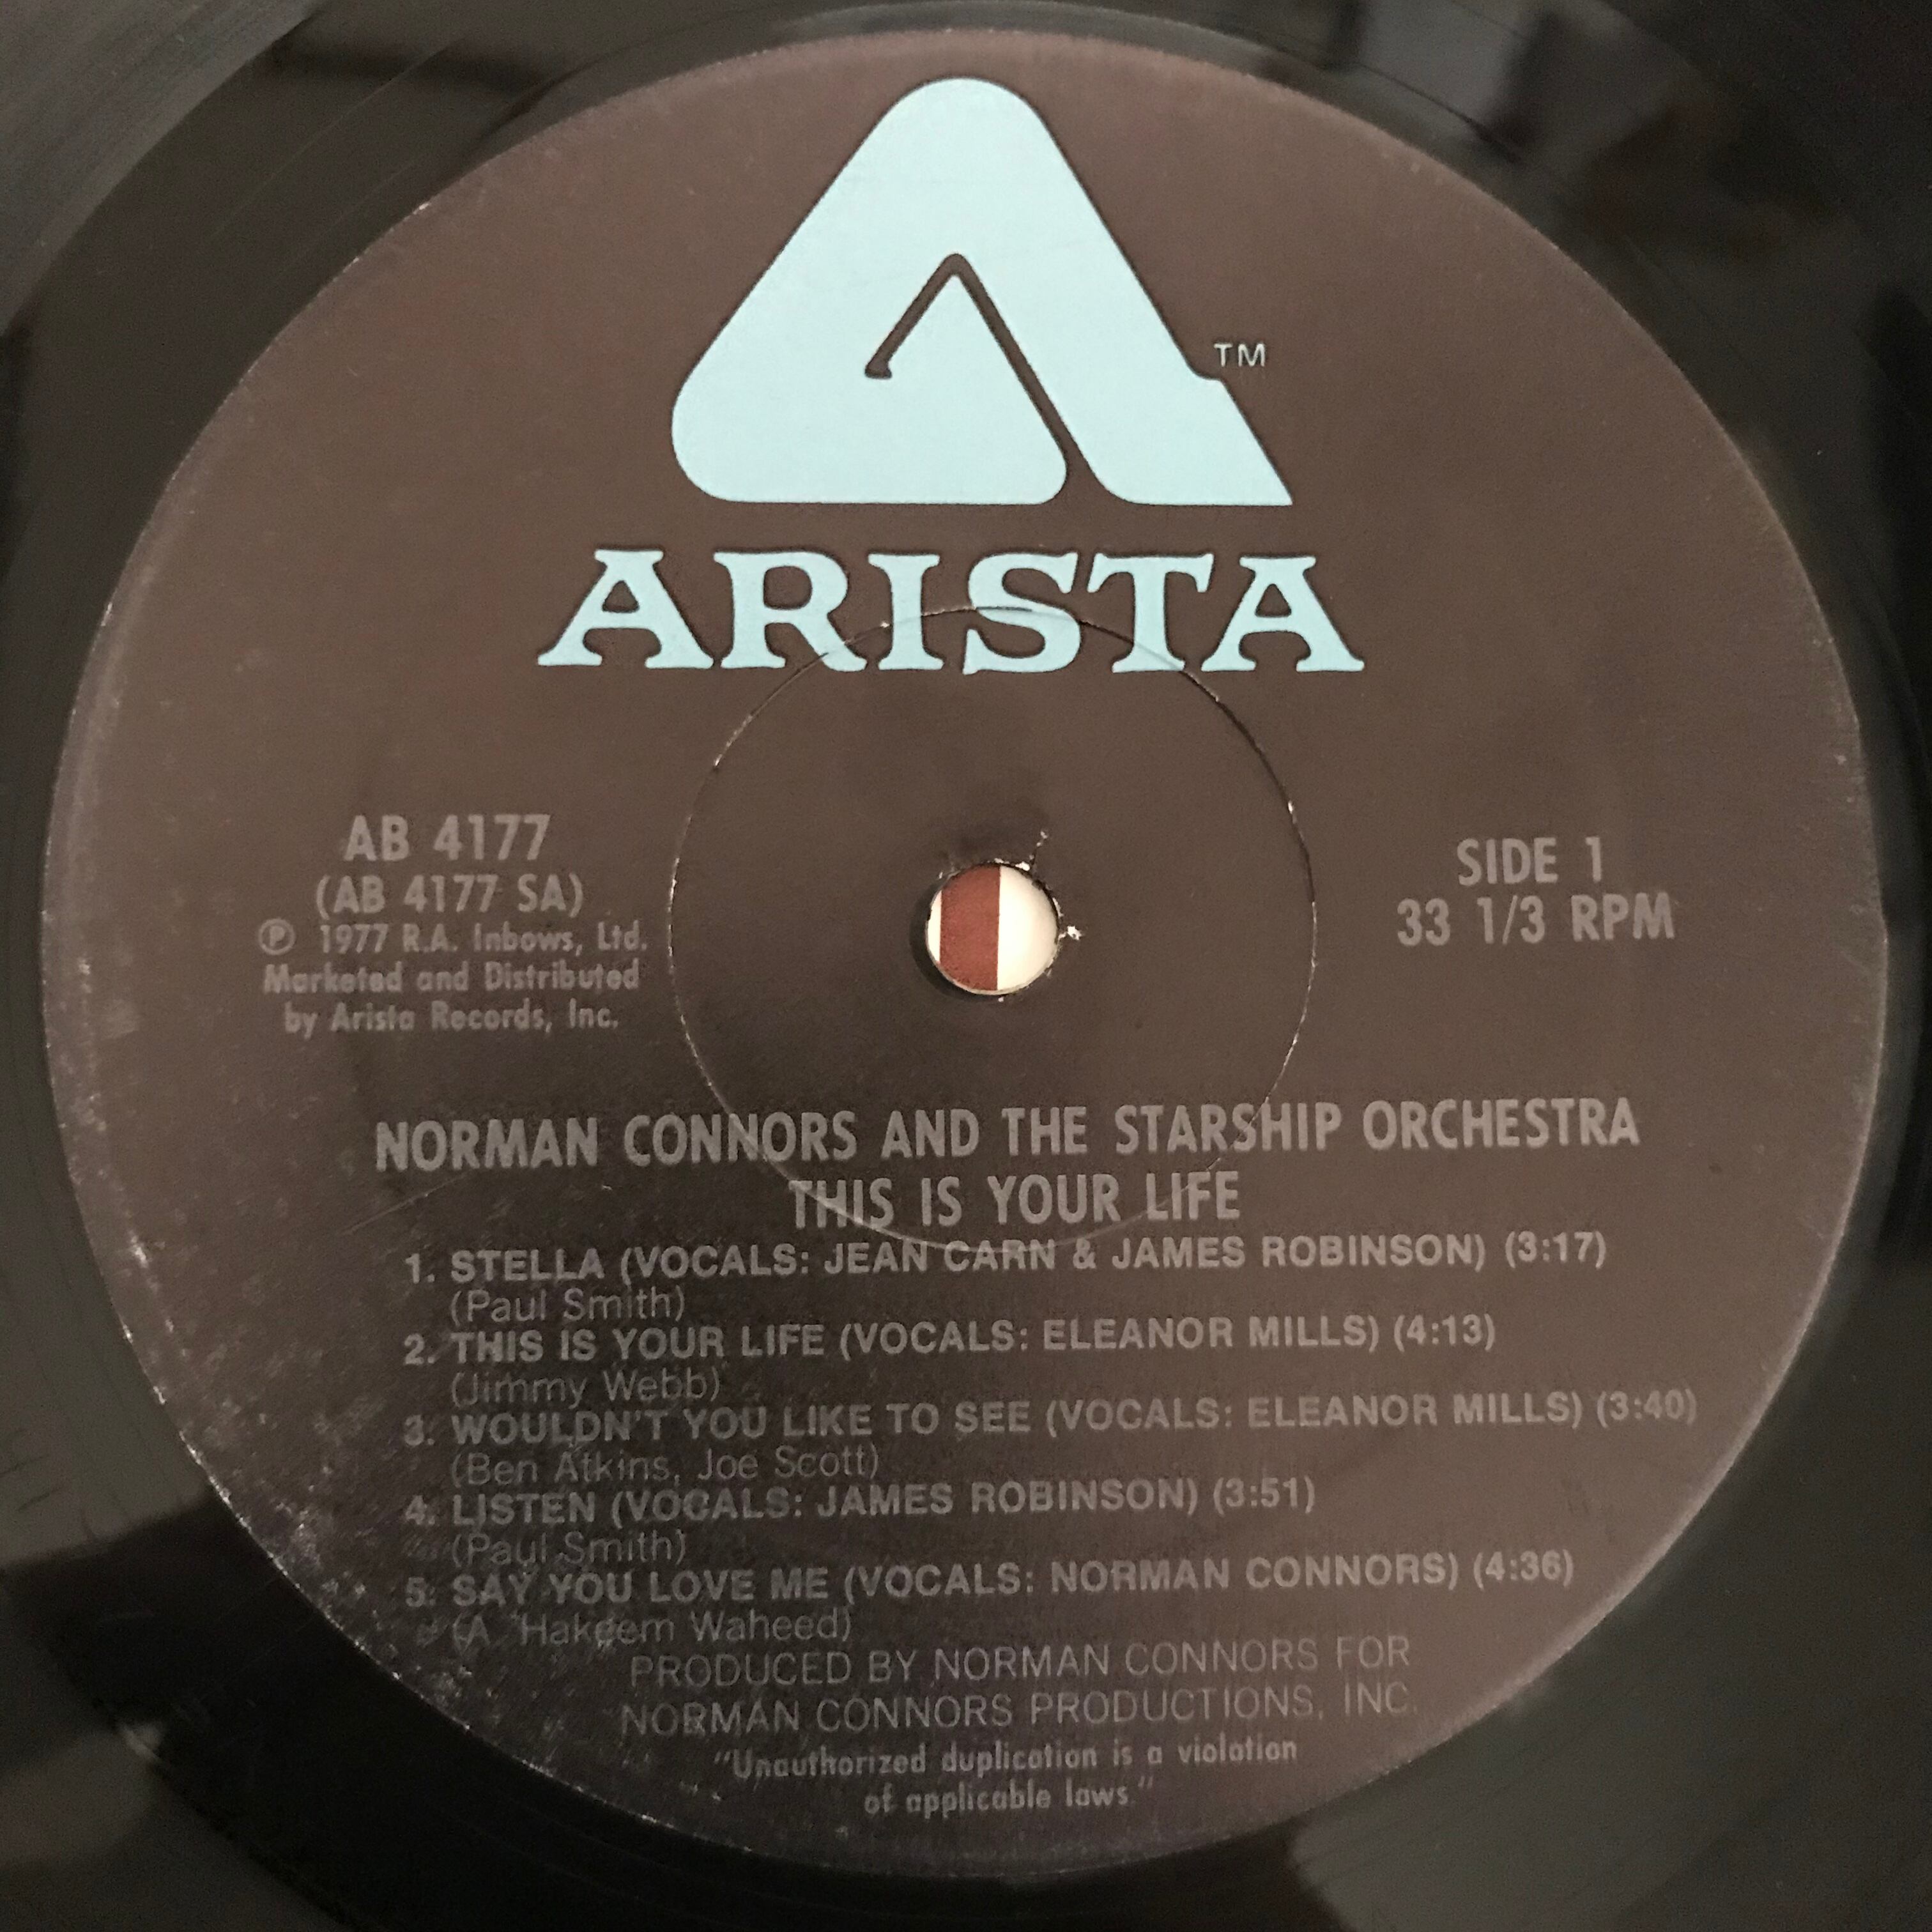 TM
ARISTA
AB 4177
(AB 4177 SA)
℗ 1977 R.A. Inbows, Ltd.
Marketed and Distributed
by Arista Records, Inc.
SIDE 1
33 1/3 RPM
NORMAN CONNORS AND THE STARSHIP ORCHESTRA
THIS IS YOUR LIFE
1. STELLA (VOCALS: JEAN CARN & JAMES ROBINSON) (3:17)
(Paul Smith)
2. THIS IS YOUR LIFE (VOCALS: ELEANOR MILLS) (4:13)
(Jimmy Webb)
3. WOULDN'T YOU LIKE TO SEE (VOCALS: ELEANOR MILLS) (3:40)
(Ben Atkins, Joe Scott)
4. LISTEN (VOCALS: JAMES ROBINSON) (3:51)
(Paul Smith)
5. SAY YOU LOVE ME (VOCALS: NORMAN CONNORS) (4:36)
(A. Hakeem Waheed)
PRODUCED BY NORMAN CONNORS FOR
NORMAN CONNORS PRODUCTIONS, INC.
"Unauthorized duplication is a violation
of applicable laws."